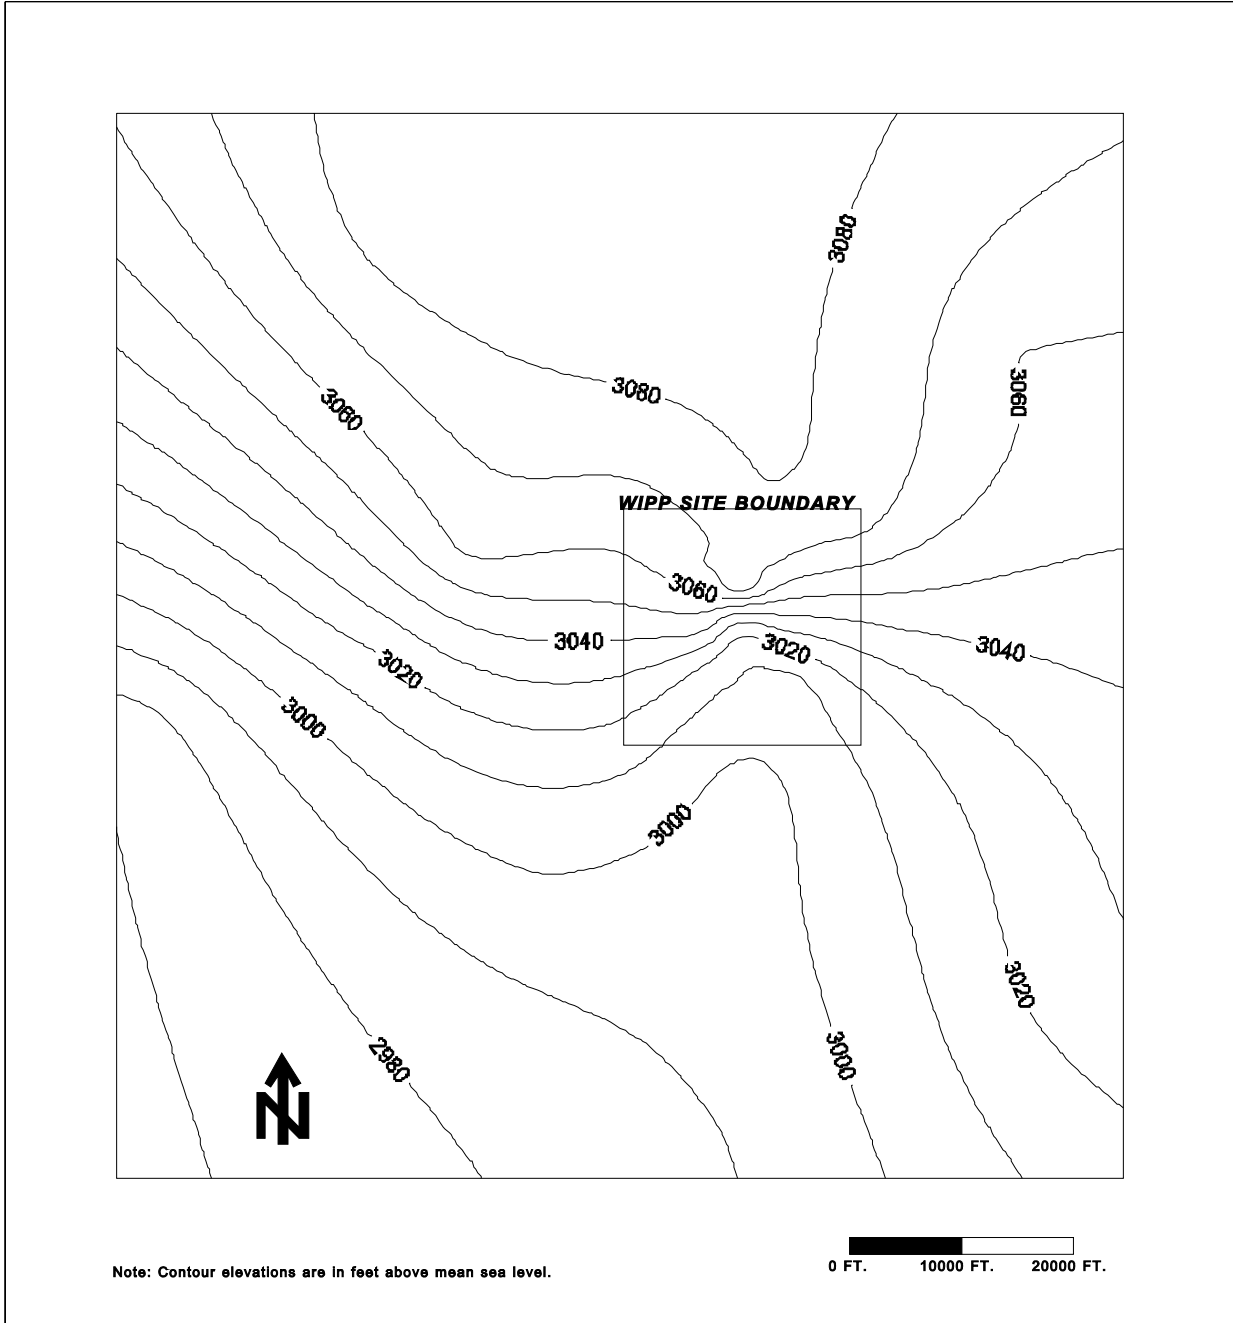 3080
3080
3060
3060
WIPP SITE BOUNDARY
3060
3040
3020
3040
3020
3000
3000
3020
2980
3000
N
0 FT.
10000 FT.
20000 FT.
Note: Contour elevations are in feet above mean sea level.